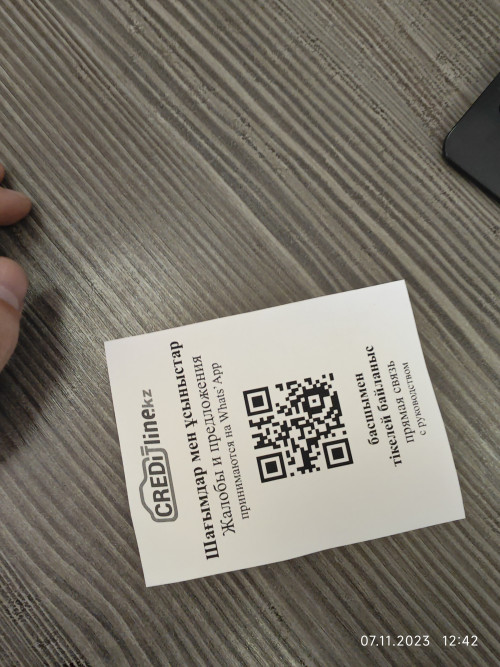 CREDITline.kz
Шағымдар мен ұсыныстар
Жалобы и предложения
принимаются на Whats'App
басшымен
тікелей байланыс
прямая связь
с руководством
07.11.2023 12:42